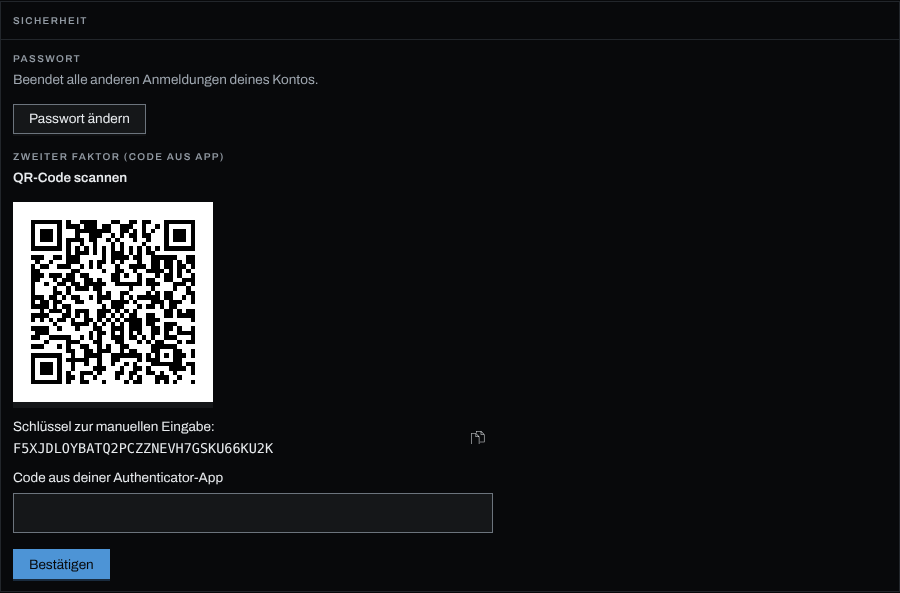 SICHERHEIT
PASSWORT
Beendet alle anderen Anmeldungen deines Kontos.
Passwort ändern
ZWEITER FAKTOR (CODE AUS APP)
QR-Code scannen
Schlüssel zur manuellen Eingabe:
F5XJDLOYBATQ2PCZZNEVH7GSKU66KU2K
Code aus deiner Authenticator-App
Bestätigen